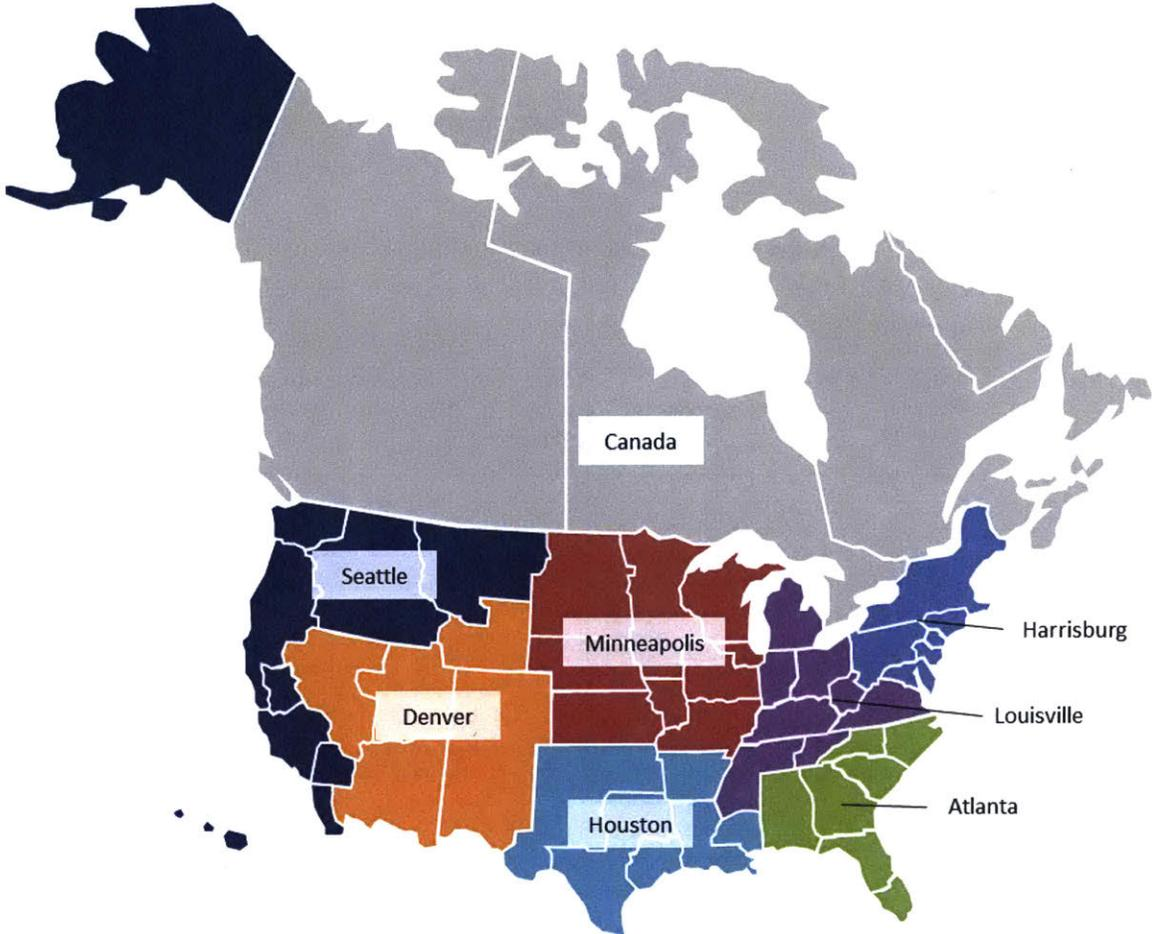 Canada
Seattle
Harrisburg
Minneapolis
Denver
Louisville
Atlanta
Houston